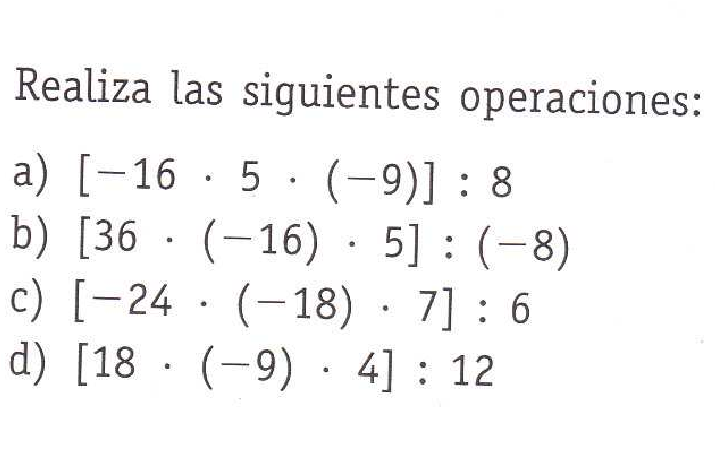 Realiza las siguientes operaciones:
a) [−16 · 5 · (−9)] : 8
b) [36 · (−16) · 5] : (−8)
c) [−24 · (−18) · 7] : 6
d) [18 · (−9) · 4] : 12